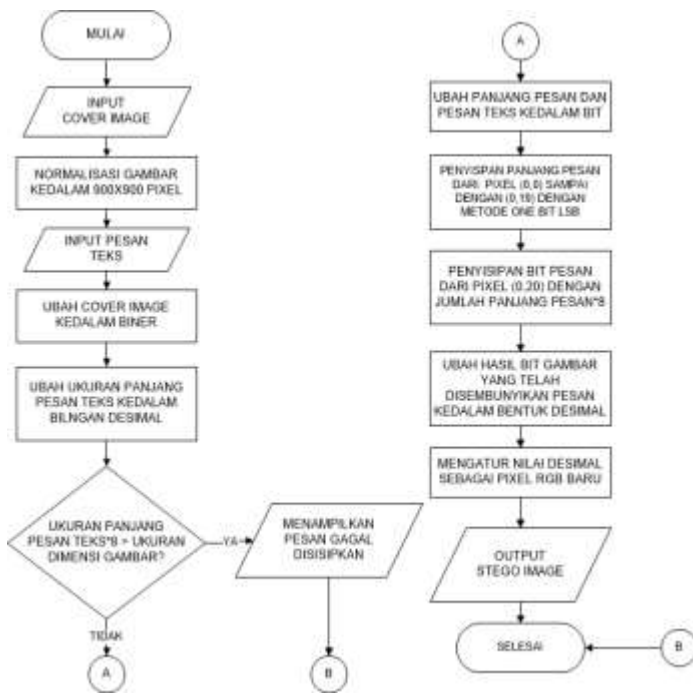 MULAI
INPUT
COVER IMAGE
NORMALISASI GAMBAR
KEDALAM 900X900 PIXEL
INPUT PESAN
TEKS
UBAH COVER IMAGE
KEDALAM BINER
UBAH UKURAN PANJANG
PESAN TEKS KEDALAM
BILNGAN DESIMAL
UKURAN PANJANG
PESAN TEKS*8 > UKURAN
DIMENSI GAMBAR?
YA
MENAMPILKAN
PESAN GAGAL
DISISIPKAN
TIDAK
A
B
A
UBAH PANJANG PESAN DAN
PESAN TEKS KEDALAM BIT
PENYISPAN PANJANG PESAN
DARI PIXEL (0,0) SAMPAI
DENGAN (0,19) DENGAN
METODE ONE BIT LSB
PENYISIPAN BIT PESAN
DARI PIXEL (0,20) DENGAN
JUMLAH PANJANG PESAN*8
UBAH HASIL BIT GAMBAR
YANG TELAH
DISEMBUNYIKAN PESAN
KEDALAM BENTUK DESIMAL
MENGATUR NILAI DESIMAL
SEBAGAI PIXEL RGB BARU
OUTPUT
STEGO IMAGE
SELESAI
B